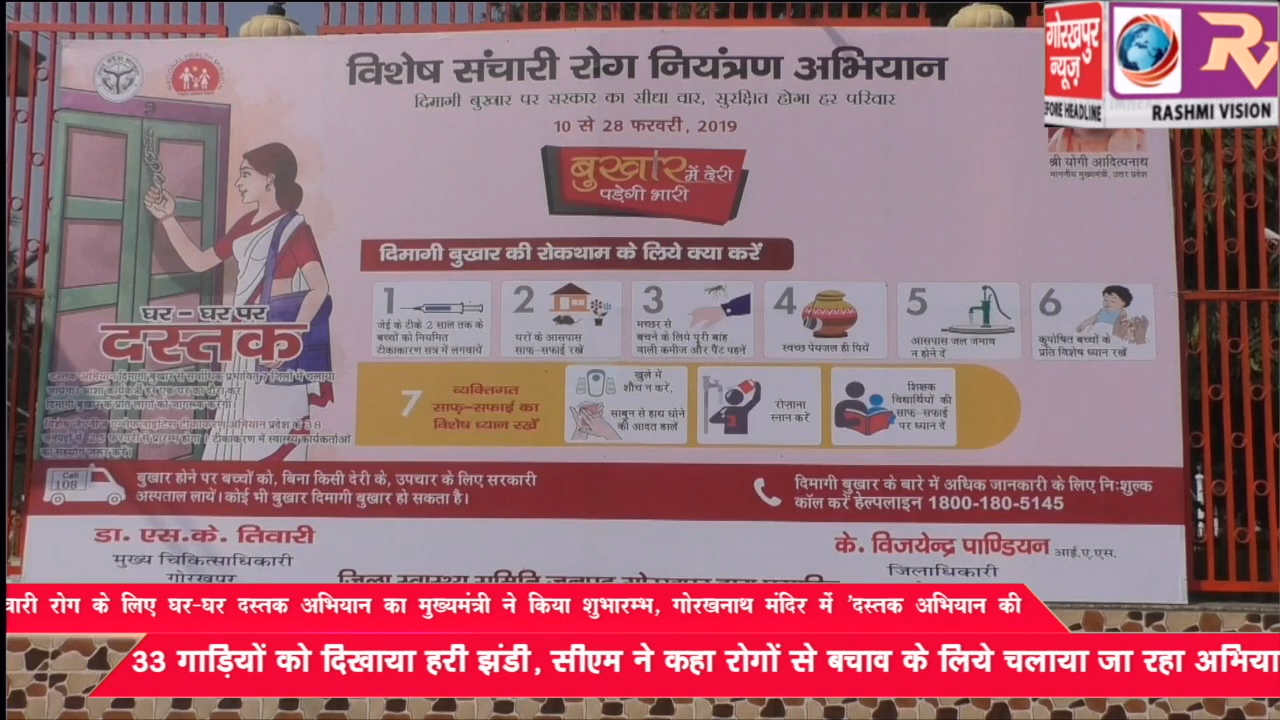 विशेष संचारी रोग नियंत्रण अभियान
दिमागी बुखार पर सरकार का सीधा वार, सुरक्षित होगा हर परिवार
10 से 28 फरवरी, 2019
बुखार में देरी
पड़ेगी भारी
गोरखपुर
न्यूज़
EFORE HEADLINE
RV
RASHMI VISION
श्री योगी आदित्यनाथ
माननीय मुख्यमंत्री, उत्तर प्रदेश
दिमागी बुखार की रोकथाम के लिये क्या करें
1
जेई के टीके 2 साल तक के
बच्चों को नियमित
टीकाकरण सत्र में लगवायें
2
घरों के आसपास
साफ़-सफ़ाई रखें
3
मच्छर से
बचने के लिये पूरी बांह
वाली कमीज और पैंट पहनें
4
स्वच्छ पेयजल ही पियें
5
आसपास जल जमाव
न होने दें
6
कुपोषित बच्चों के
प्रति विशेष ध्यान रखें
घर-घर पर
दस्तक
7
व्यक्तिगत
साफ़-सफ़ाई का
विशेष ध्यान रखें
खुले में
शौच न करें,
साबुन से हाथ धोने
की आदत डालें
रोज़ाना
स्नान करें
शिक्षक
विद्यार्थियों की
साफ़-सफ़ाई
पर ध्यान दें
Call
108
बुखार होने पर बच्चों को, बिना किसी देरी के, उपचार के लिए सरकारी
अस्पताल लायें। कोई भी बुखार दिमागी बुखार हो सकता है।
दिमागी बुखार के बारे में अधिक जानकारी के लिए निःशुल्क
कॉल करें हेल्पलाइन 1800-180-5145
डा. एस.के. तिवारी
मुख्य चिकित्साधिकारी
गोरखपुर
के. विजयेन्द्र पाण्डियन आई.ए.एस.
जिलाधिकारी
चारी रोग के लिए घर-घर दस्तक अभियान का मुख्यमंत्री ने किया शुभारम्भ, गोरखनाथ मंदिर में 'दस्तक अभियान की
33 गाड़ियों को दिखाया हरी झंडी, सीएम ने कहा रोगों से बचाव के लिये चलाया जा रहा अभिया